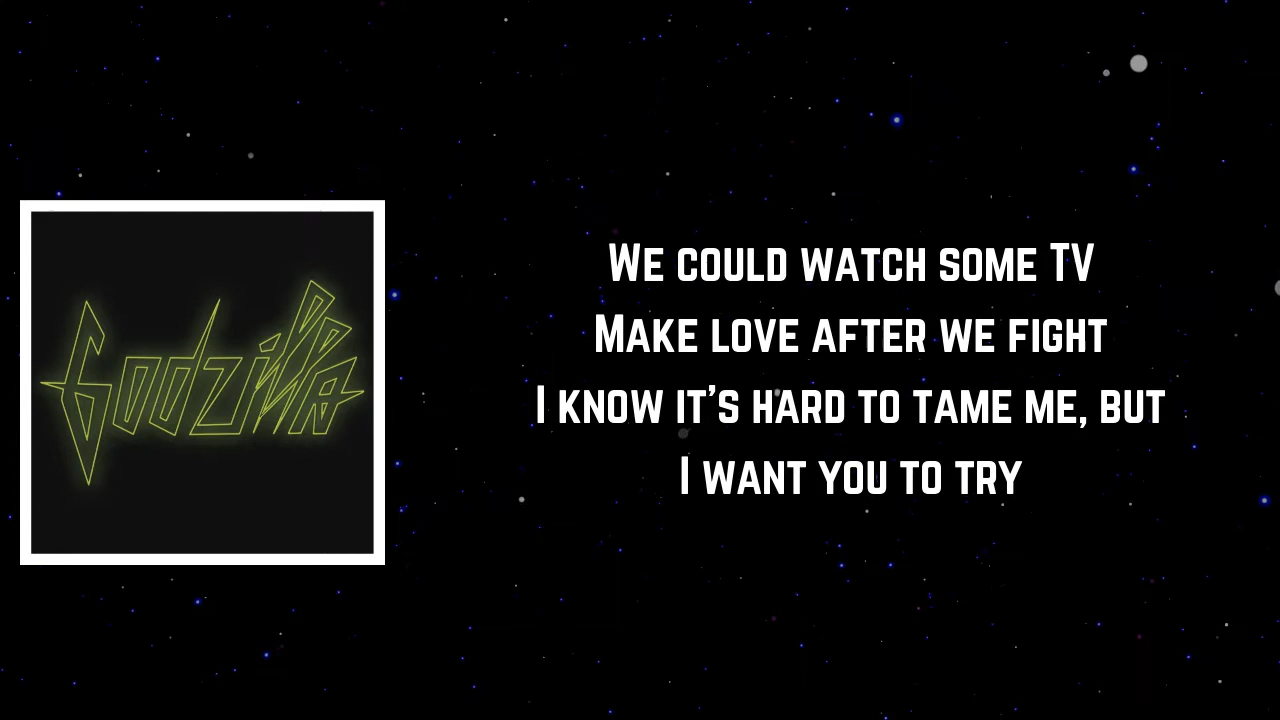 Godzilla
We could watch some TV
Make love after we fight
I know it's hard to tame me, but
I want you to try